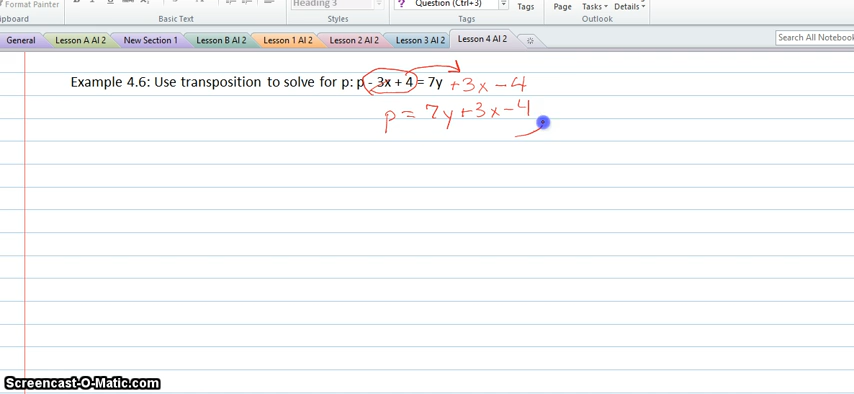 Format Painter
Heading 3
Question (Ctrl+3)
Tags
Page Tasks Details
Basic Text
Styles
Tags
Outlook
General
Lesson A Al 2
New Section 1
Lesson B Al 2
Lesson 1 Al 2
Lesson 2 Al 2
Lesson 3 Al 2
Lesson 4 Al 2
Search All Notebook
Example 4.6: Use transposition to solve for p: p - 3x + 4 = 7y +3x -4
p = 7y +3x -4
Screencast-O-Matic.com